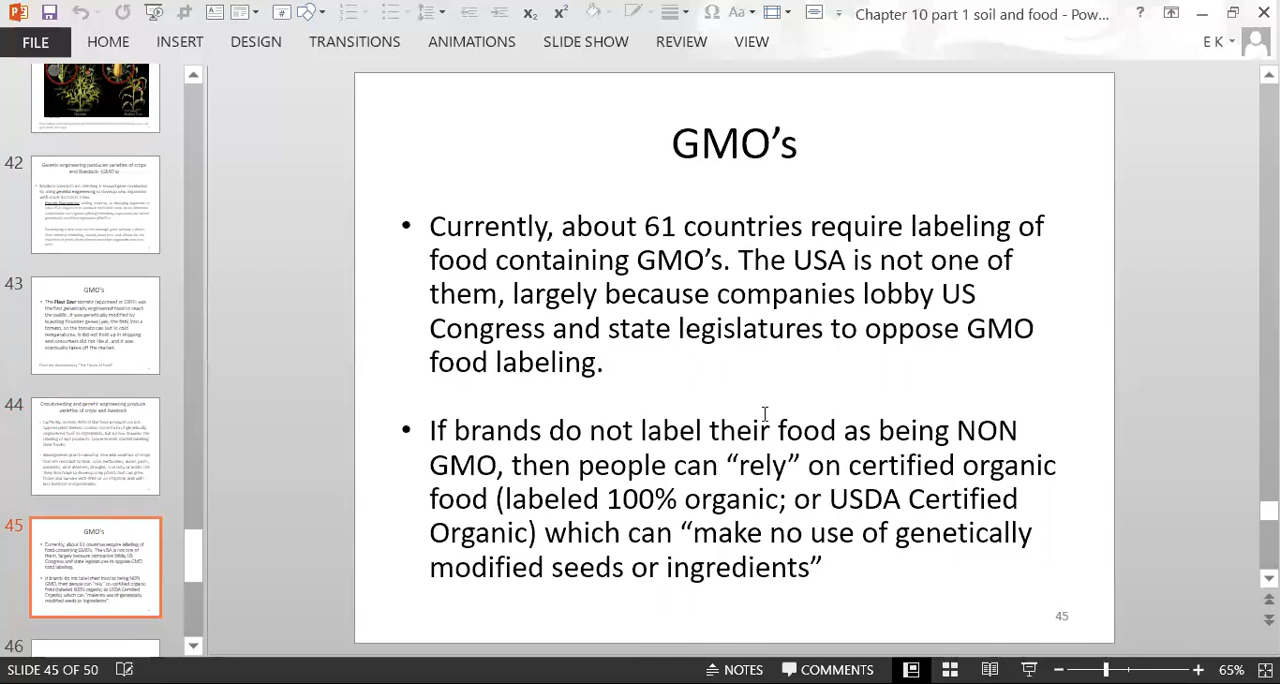 Chapter 10 part 1 soil and food - Pow...
FILE HOME INSERT DESIGN TRANSITIONS ANIMATIONS SLIDE SHOW REVIEW VIEW
E K
42
43
GMO's
44
45
GMO's
46
GMO's
• Currently, about 61 countries require labeling of
food containing GMO's. The USA is not one of
them, largely because companies lobby US
Congress and state legislatures to oppose GMO
food labeling.
• If brands do not label their food as being NON
GMO, then people can “rely” on certified organic
food (labeled 100% organic; or USDA Certified
Organic) which can “make no use of genetically
modified seeds or ingredients”
45
SLIDE 45 OF 50 NOTES COMMENTS 65%